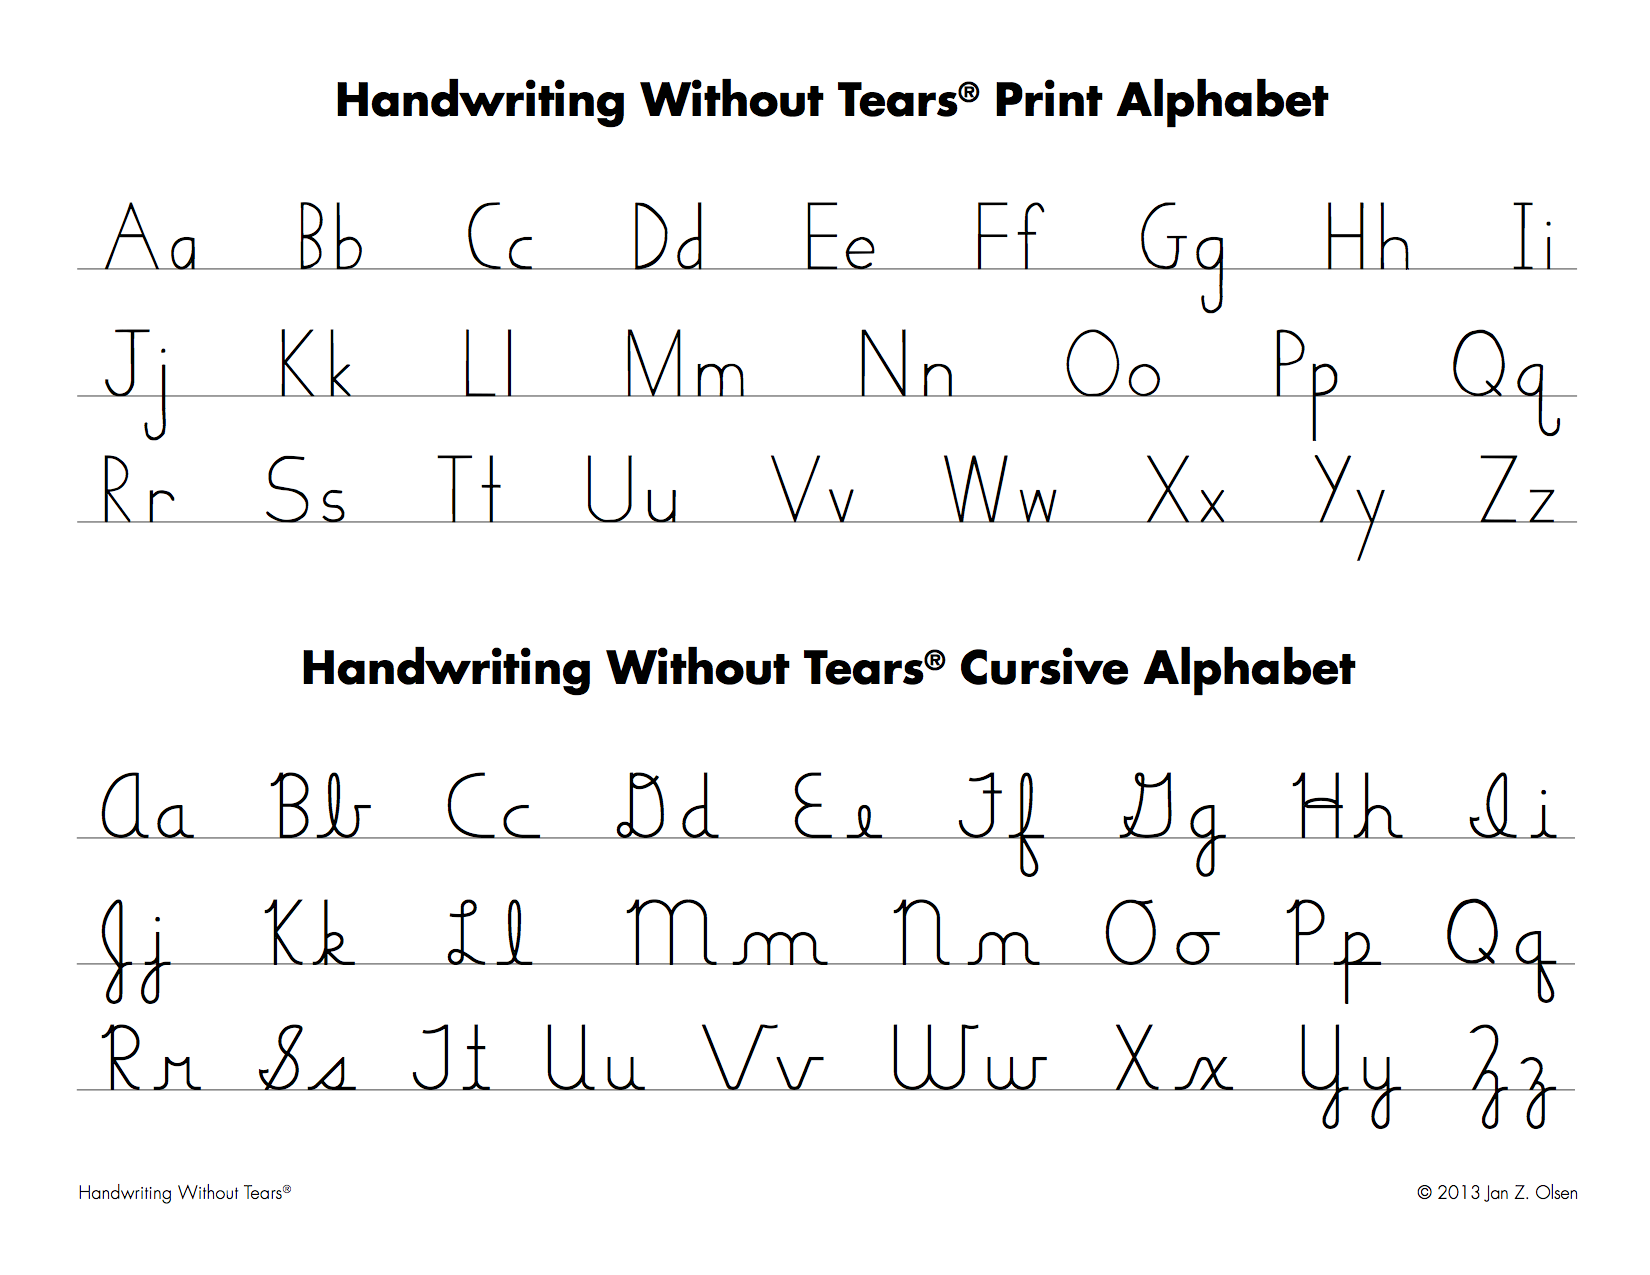 Handwriting Without Tears® Print Alphabet
Aa Bb Cc Dd Ee Ff Gg Hh Ii
Jj Kk Ll Mm Nn Oo Pp Qq
Rr Ss Tt Uu Vv Ww Xx Yy Zz
Handwriting Without Tears® Cursive Alphabet
Aa Bb Cc Dd Ee Ff Gg Hh Ii
Jj Kk Ll Mm Nn Oo Pp Qq
Rr Ss Tt Uu Vv Ww Xx Yy Zz
Handwriting Without Tears® © 2013 Jan Z. Olsen